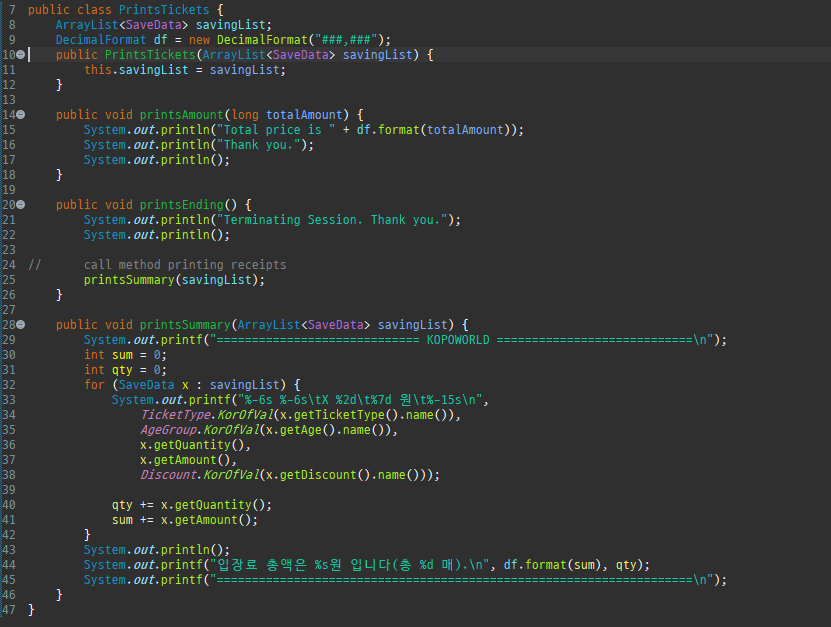 7 public class PrintsTickets {
8 ArrayList<SaveData> savingList;
9 DecimalFormat df = new DecimalFormat("###,###");
10 public PrintsTickets(ArrayList<SaveData> savingList) {
11 this.savingList = savingList;
12 }
13
14 public void printsAmount(long totalAmount) {
15 System.out.println("Total price is " + df.format(totalAmount));
16 System.out.println("Thank you.");
17 System.out.println();
18 }
19
20 public void printsEnding() {
21 System.out.println("Terminating Session. Thank you.");
22 System.out.println();
23
24 // call method printing receipts
25 printsSummary(savingList);
26 }
27
28 public void printsSummary(ArrayList<SaveData> savingList) {
29 System.out.printf("============================= KOPOWORLD ============================\n");
30 int sum = 0;
31 int qty = 0;
32 for (SaveData x : savingList) {
33 System.out.printf("%-6s %-6s\tX %2d\t%7d 원\t%-15s\n",
34 TicketType.KorOfVal(x.getTicketType().name()),
35 AgeGroup.KorOfVal(x.getAge().name()),
36 x.getQuantity(),
37 x.getAmount(),
38 Discount.KorOfVal(x.getDiscount().name()));
39
40 qty += x.getQuantity();
41 sum += x.getAmount();
42 }
43 System.out.println();
44 System.out.printf("입장료 총액은 %s원 입니다(총 %d 매).\n", df.format(sum), qty);
45 System.out.printf("====================================================================\n");
46 }
47 }